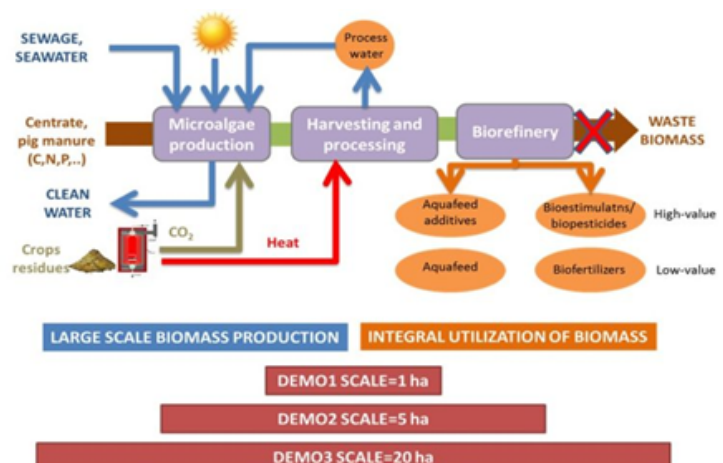 SEWAGE,
SEAWATER
Process
water
Centrate,
pig manure
(C,N,P,..)
Microalgae
production
Harvesting and
processing
Biorefinery
WASTE
BIOMASS
CLEAN
WATER
CO2
Heat
Crops
residues
Aquafeed
additives
Bioestimulatns/
biopesticides
High-value
Aquafeed
Biofertilizers
Low-value
LARGE SCALE BIOMASS PRODUCTION
INTEGRAL UTILIZATION OF BIOMASS
DEMO1 SCALE=1 ha
DEMO2 SCALE=5 ha
DEMO3 SCALE=20 ha